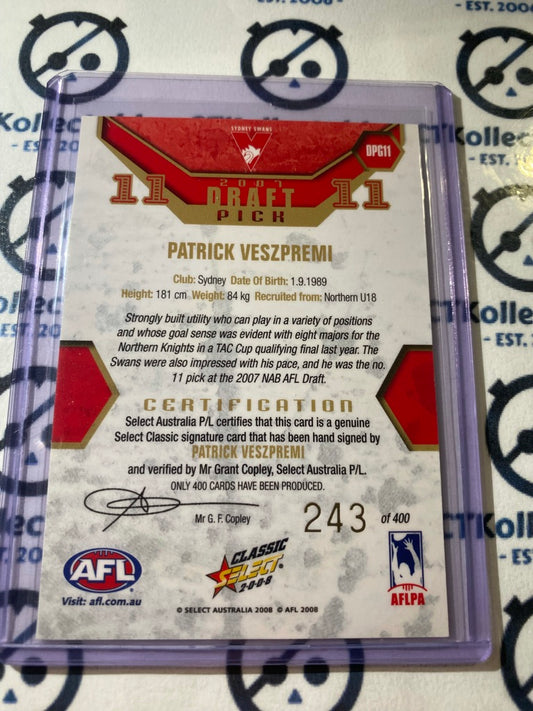 - EST. 2006 -
SYDNEY SWANS
DPG11
11 2007 11
DRAFT
PICK
PATRICK VESZPREMI
Club: Sydney Date Of Birth: 1.9.1989
Height: 181 cm Weight: 84 kg Recruited from: Northern U18
Strongly built utility who can play in a variety of positions
and whose goal sense was evident with eight majors for the
Northern Knights in a TAC Cup qualifying final last year. The
Swans were also impressed with his pace, and he was the no.
11 pick at the 2007 NAB AFL Draft.
CERTIFICATION
Select Australia P/L certifies that this card is a genuine
Select Classic signature card that has been hand signed by
PATRICK VESZPREMI
and verified by Mr Grant Copley, Select Australia P/L.
ONLY 400 CARDS HAVE BEEN PRODUCED.
Mr G. F. Copley
243 of 400
AFL
Visit: afl.com.au
CLASSIC
SELECT
2008
AFLPA
© SELECT AUSTRALIA 2008 © AFL 2008